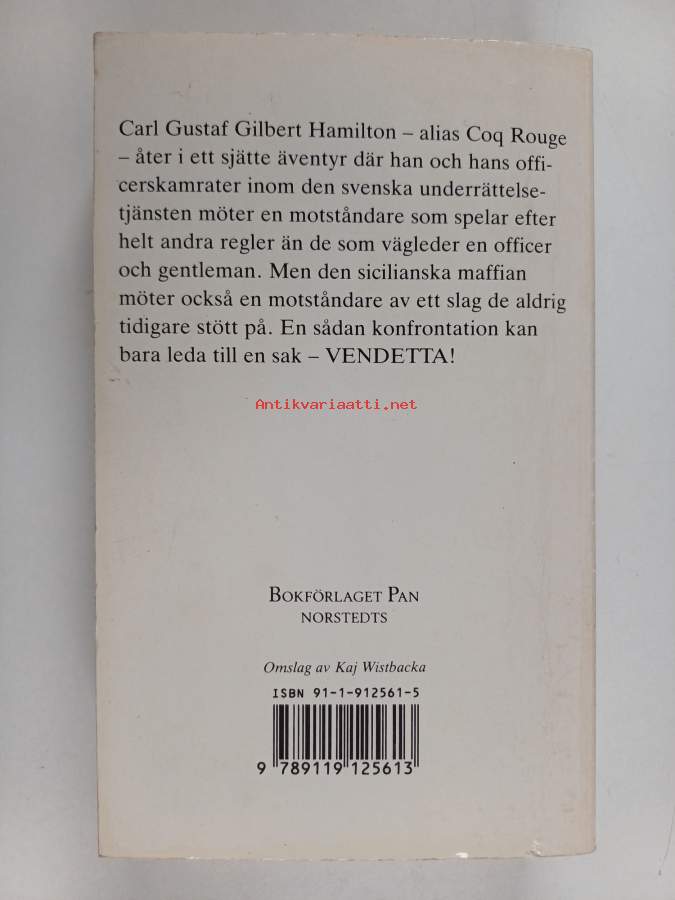 Carl Gustaf Gilbert Hamilton – alias Coq Rouge
– åter i ett sjätte äventyr där han och hans offi-
cerskamrater inom den svenska underrättelse-
tjänsten möter en motståndare som spelar efter
helt andra regler än de som vägleder en officer
och gentleman. Men den sicilianska maffian
möter också en motståndare av ett slag de aldrig
tidigare stött på. En sådan konfrontation kan
bara leda till en sak – VENDETTA!
Antikvariaatti.net
BOKFÖRLAGET PAN
NORSTEDTS
Omslag av Kaj Wistbacka
ISBN 91-1-912561-5
9 789119 125613